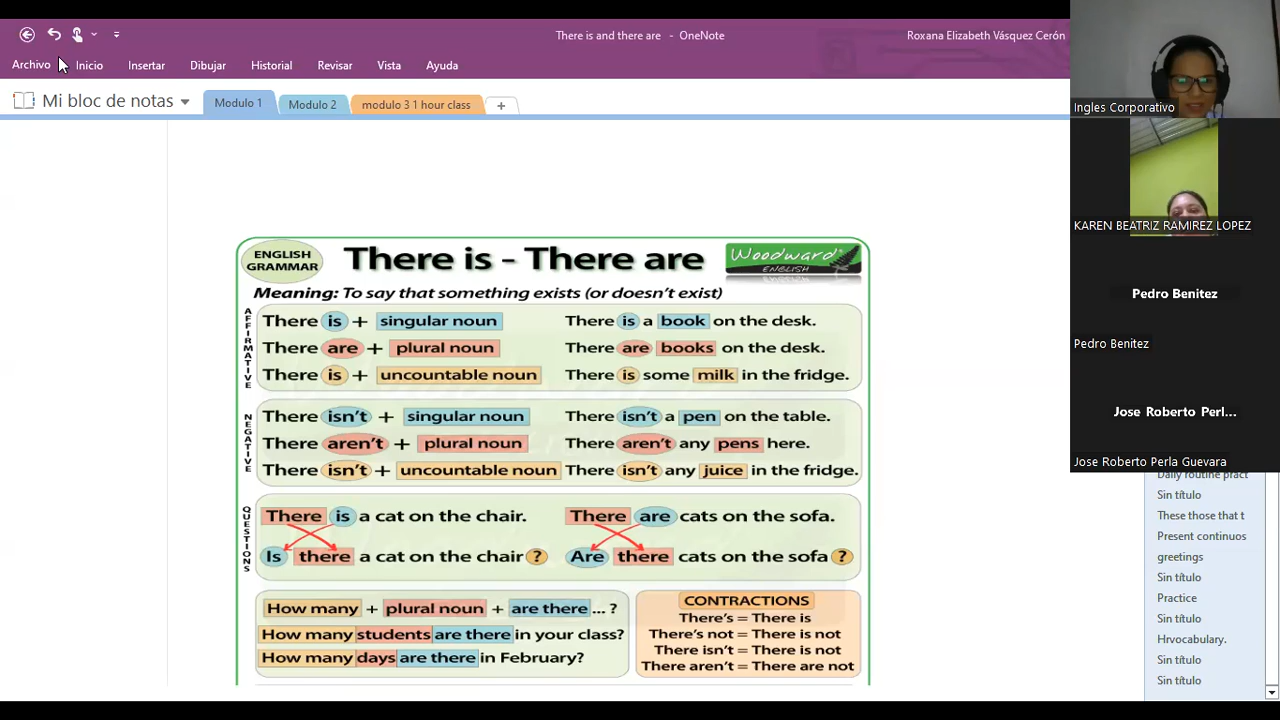 There is and there are - OneNote
Roxana Elizabeth Vásquez Cerón
Archivo Inicio Insertar Dibujar Historial Revisar Vista Ayuda
Mi bloc de notas
Modulo 1
Modulo 2
modulo 3 1 hour class
+
ENGLISH GRAMMAR
There is - There are
Woodward ENGLISH
Meaning: To say that something exists (or doesn't exist)
AFFIRMATIVE
There is + singular noun There is a book on the desk.
There are + plural noun There are books on the desk.
There is + uncountable noun There is some milk in the fridge.
NEGATIVE
There isn't + singular noun There isn't a pen on the table.
There aren't + plural noun There aren't any pens here.
There isn't + uncountable noun There isn't any juice in the fridge.
QUESTIONS
There is a cat on the chair. There are cats on the sofa.
Is there a cat on the chair ? Are there cats on the sofa ?
How many + plural noun + are there ... ?
How many students are there in your class?
How many days are there in February?
CONTRACTIONS
There's = There is
There's not = There is not
There isn't = There is not
There aren't = There are not
Ingles Corporativo
KAREN BEATRIZ RAMIREZ LOPEZ
Pedro Benitez
Pedro Benitez
Jose Roberto Perl...
Jose Roberto Perla Guevara
Daily routine pract
Sin título
These those that t
Present continuos
greetings
Sin título
Practice
Sin título
Hrvocabulary.
Sin título
Sin título